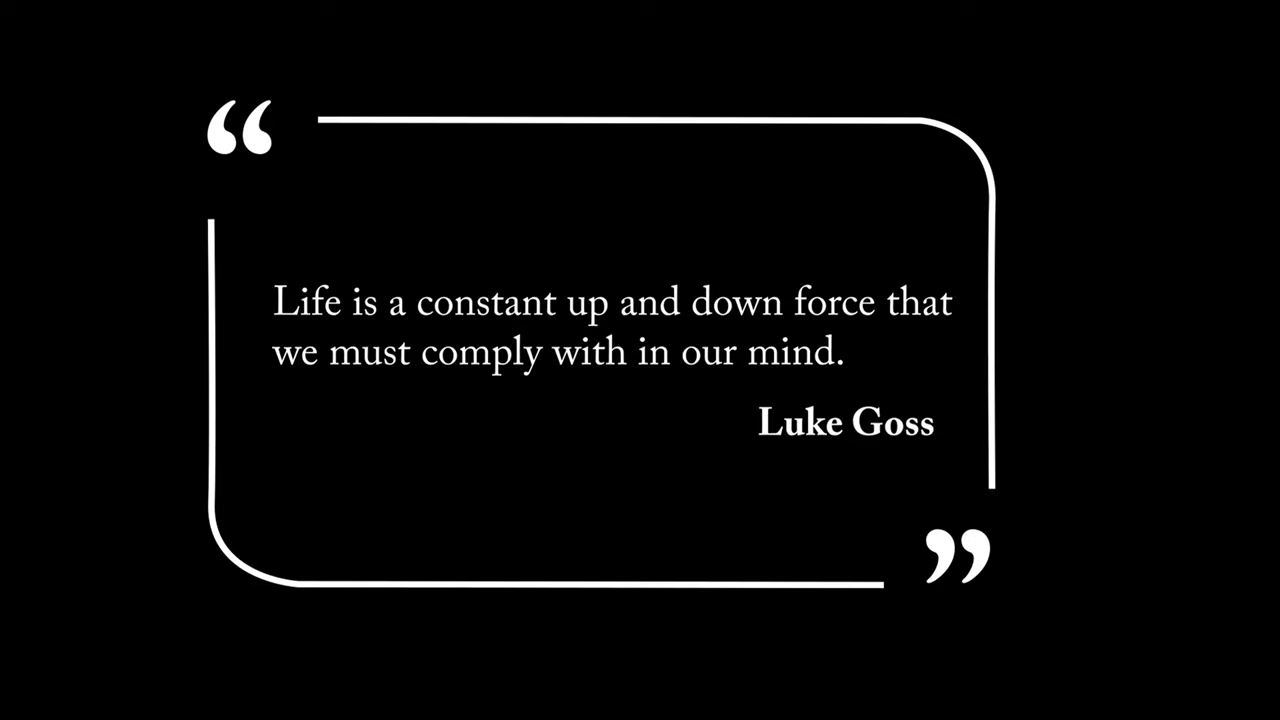 “
Life is a constant up and down force that
we must comply with in our mind.
Luke Goss
”